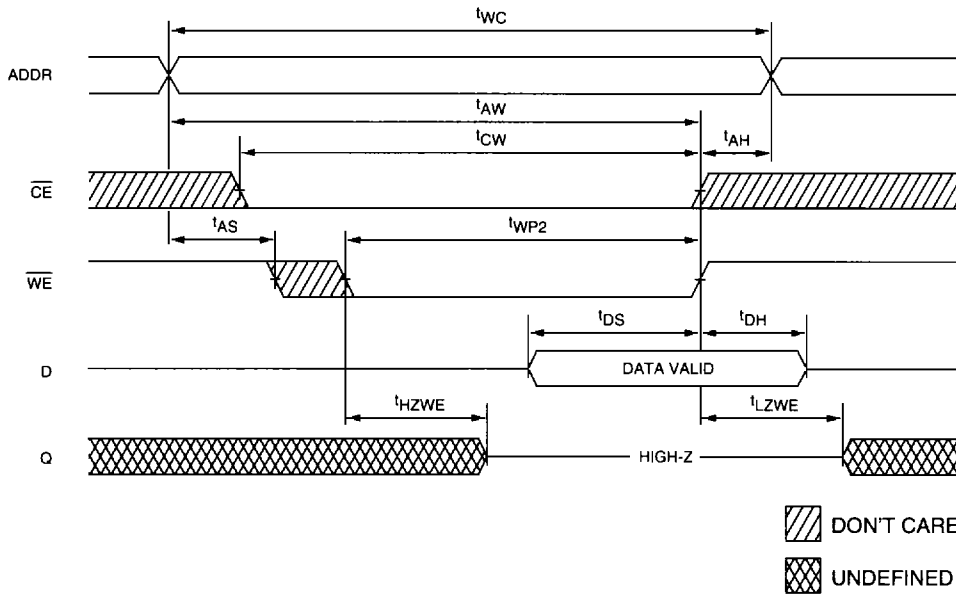 tWC
ADDR
tAW
tCW
tAH
CE
tAS
tWP2
WE
tDS
tDH
D
DATA VALID
tHZWE
tLZWE
Q
HIGH-Z
DON'T CARE
UNDEFINED